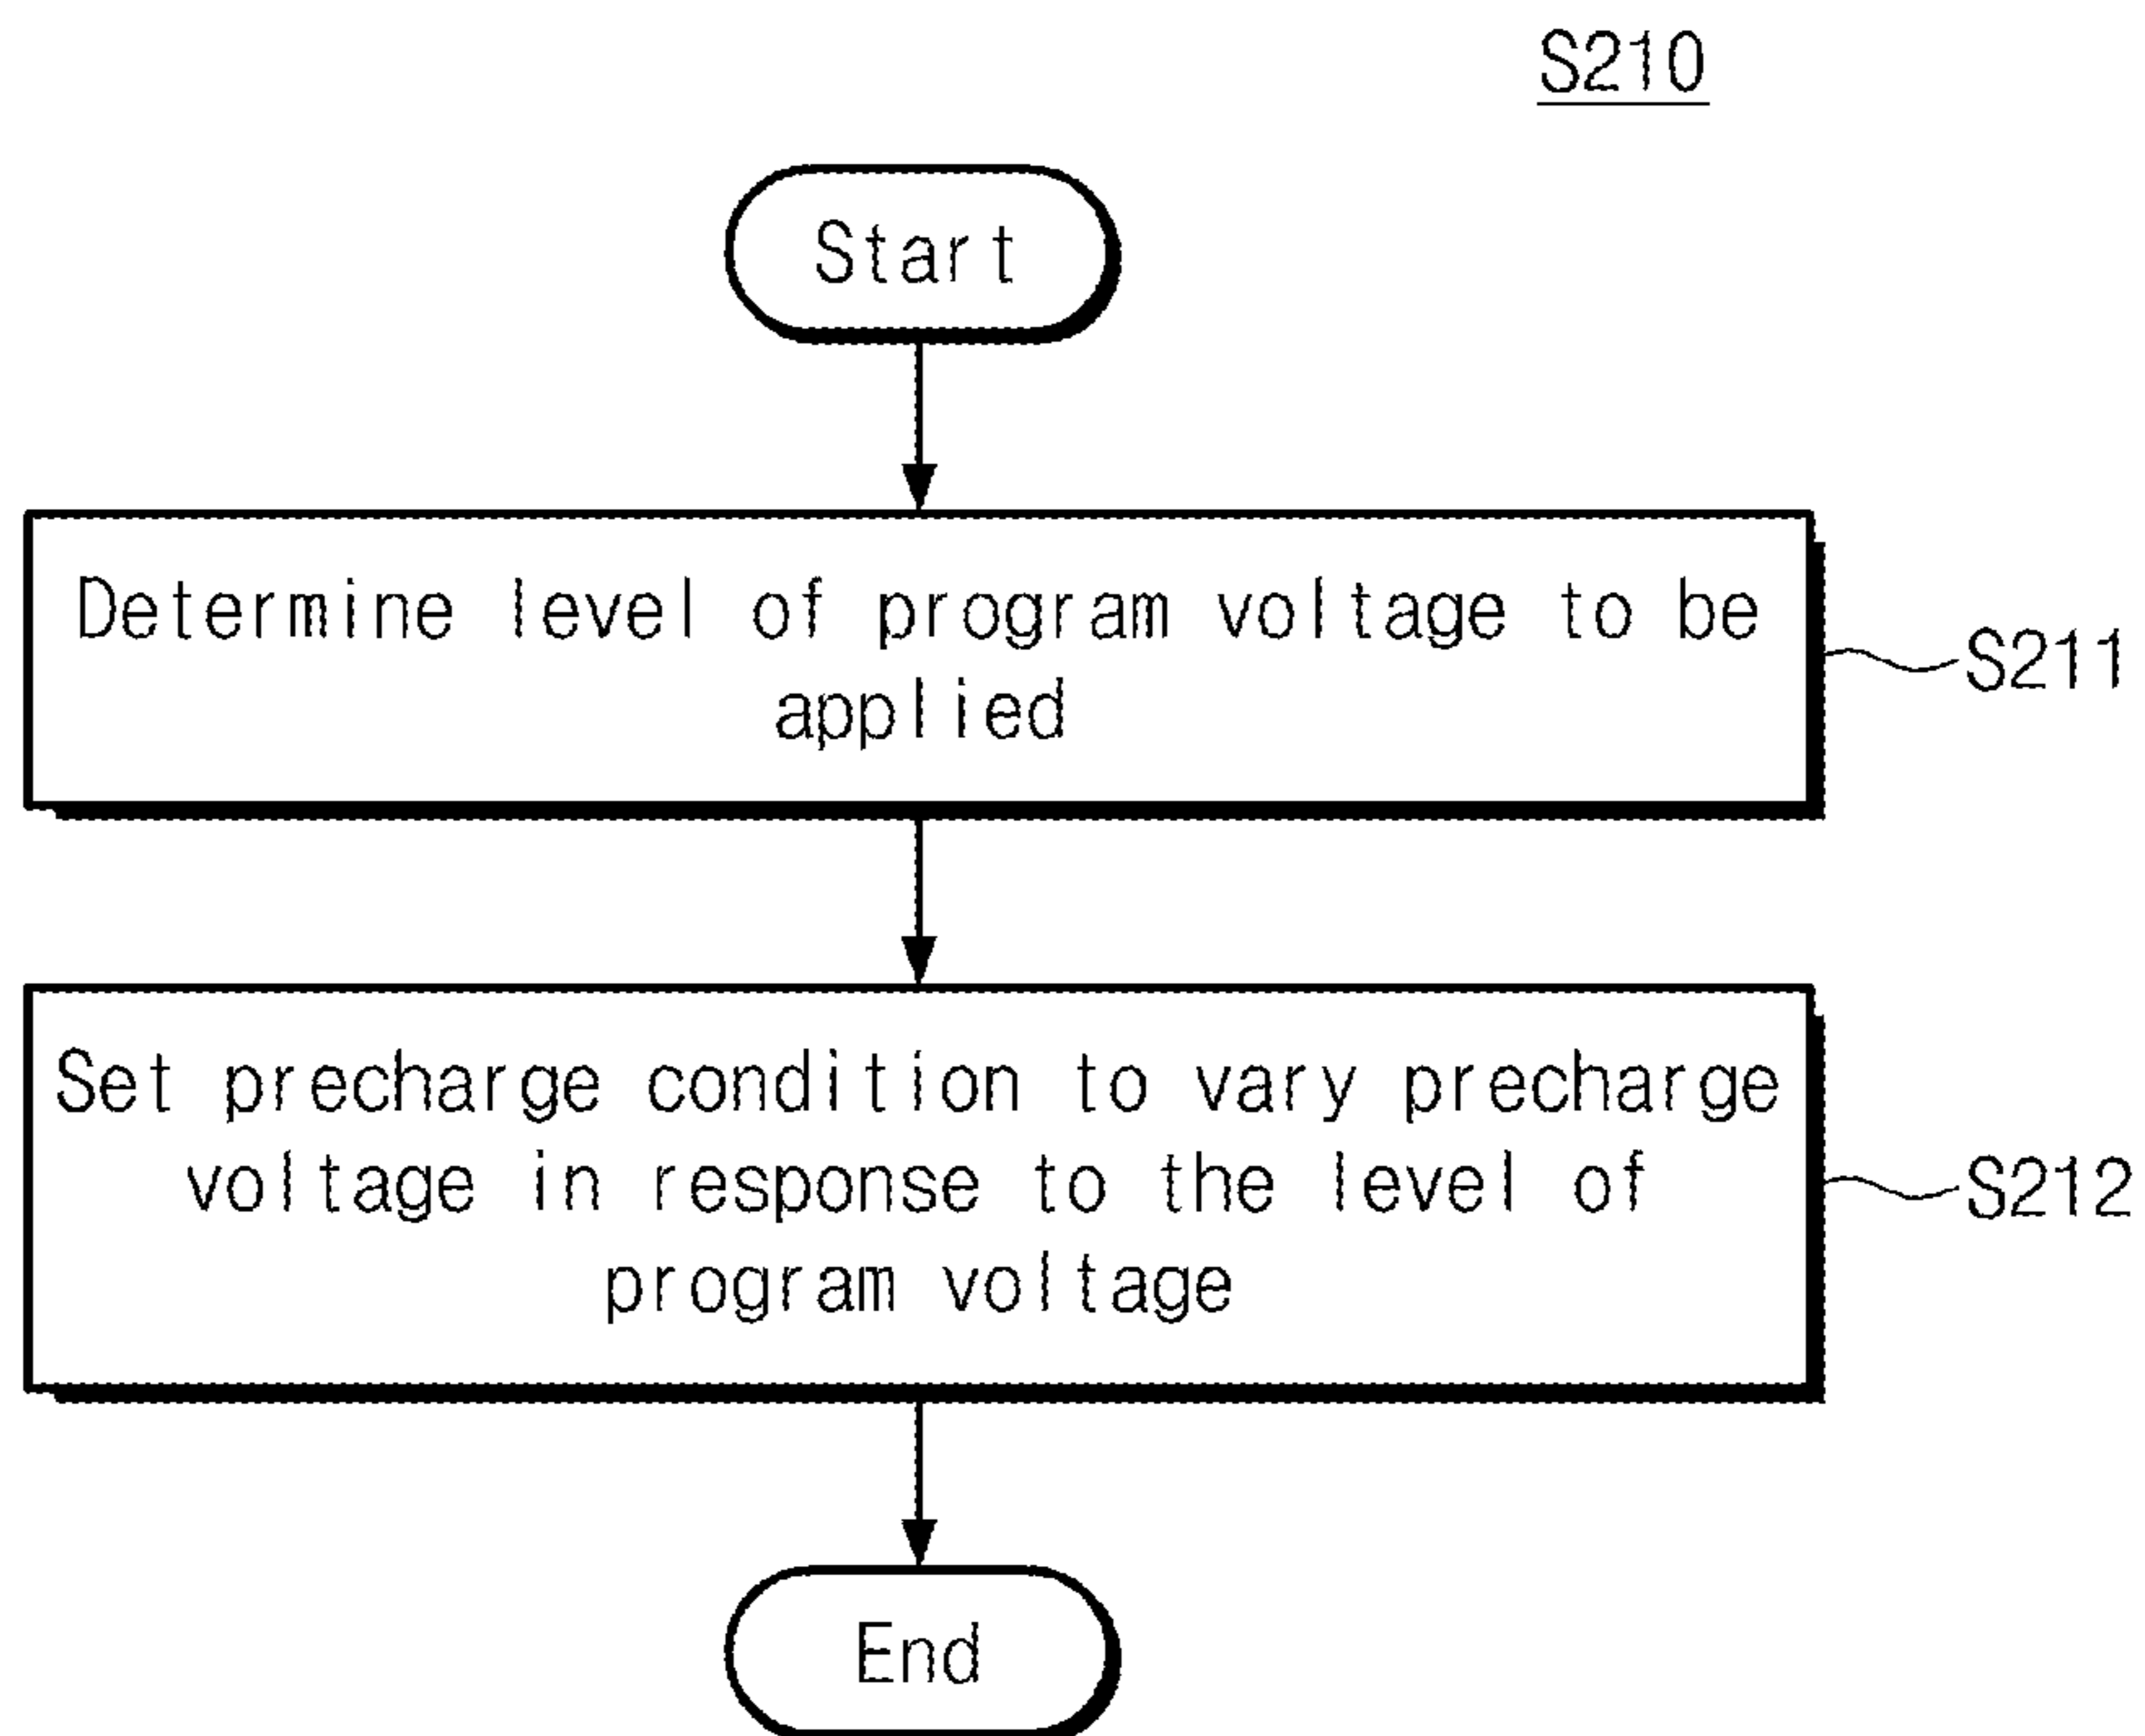 S210
Start
Determine level of program voltage to be
applied
S211
Set precharge condition to vary precharge
voltage in response to the level of
program voltage
S212
End